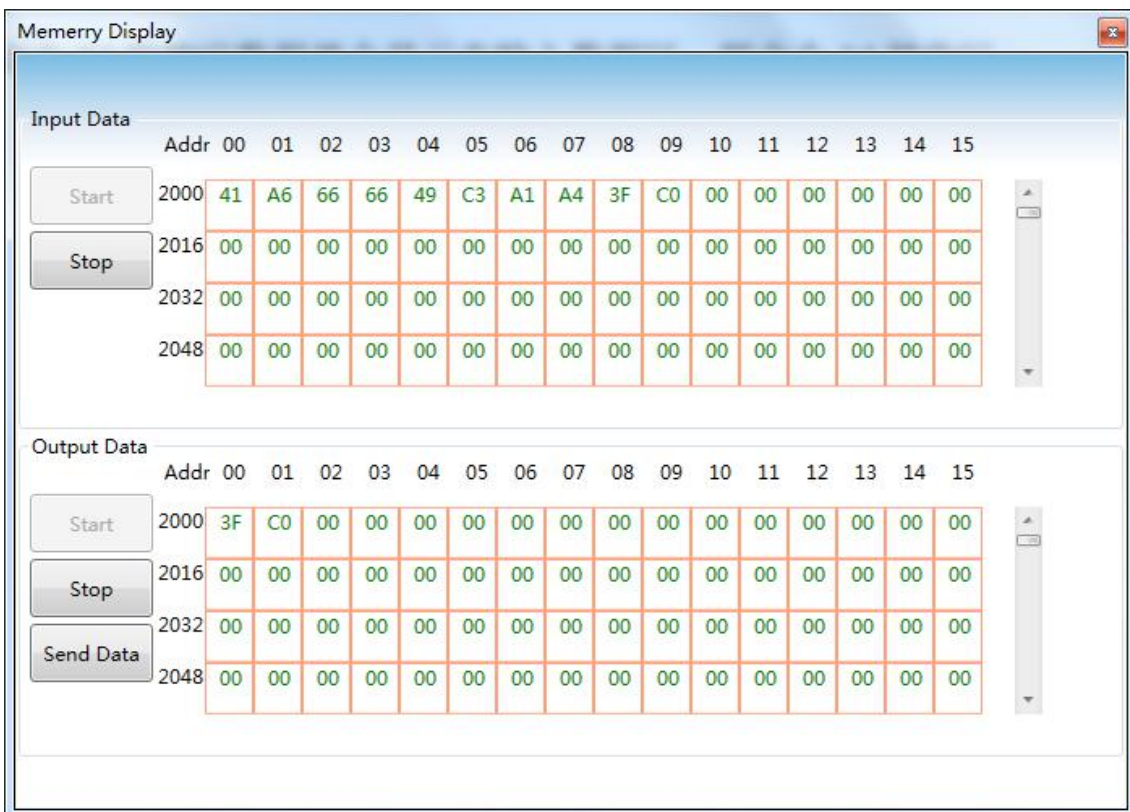 Memerry Display
Input Data
Addr 00 01 02 03 04 05 06 07 08 09 10 11 12 13 14 15
Start 2000 41 A6 66 66 49 C3 A1 A4 3F C0 00 00 00 00 00 00
Stop 2016 00 00 00 00 00 00 00 00 00 00 00 00 00 00 00 00
2032 00 00 00 00 00 00 00 00 00 00 00 00 00 00 00 00
2048 00 00 00 00 00 00 00 00 00 00 00 00 00 00 00 00
Output Data
Addr 00 01 02 03 04 05 06 07 08 09 10 11 12 13 14 15
Start 2000 3F C0 00 00 00 00 00 00 00 00 00 00 00 00 00 00
Stop 2016 00 00 00 00 00 00 00 00 00 00 00 00 00 00 00 00
Send Data 2032 00 00 00 00 00 00 00 00 00 00 00 00 00 00 00 00
2048 00 00 00 00 00 00 00 00 00 00 00 00 00 00 00 00